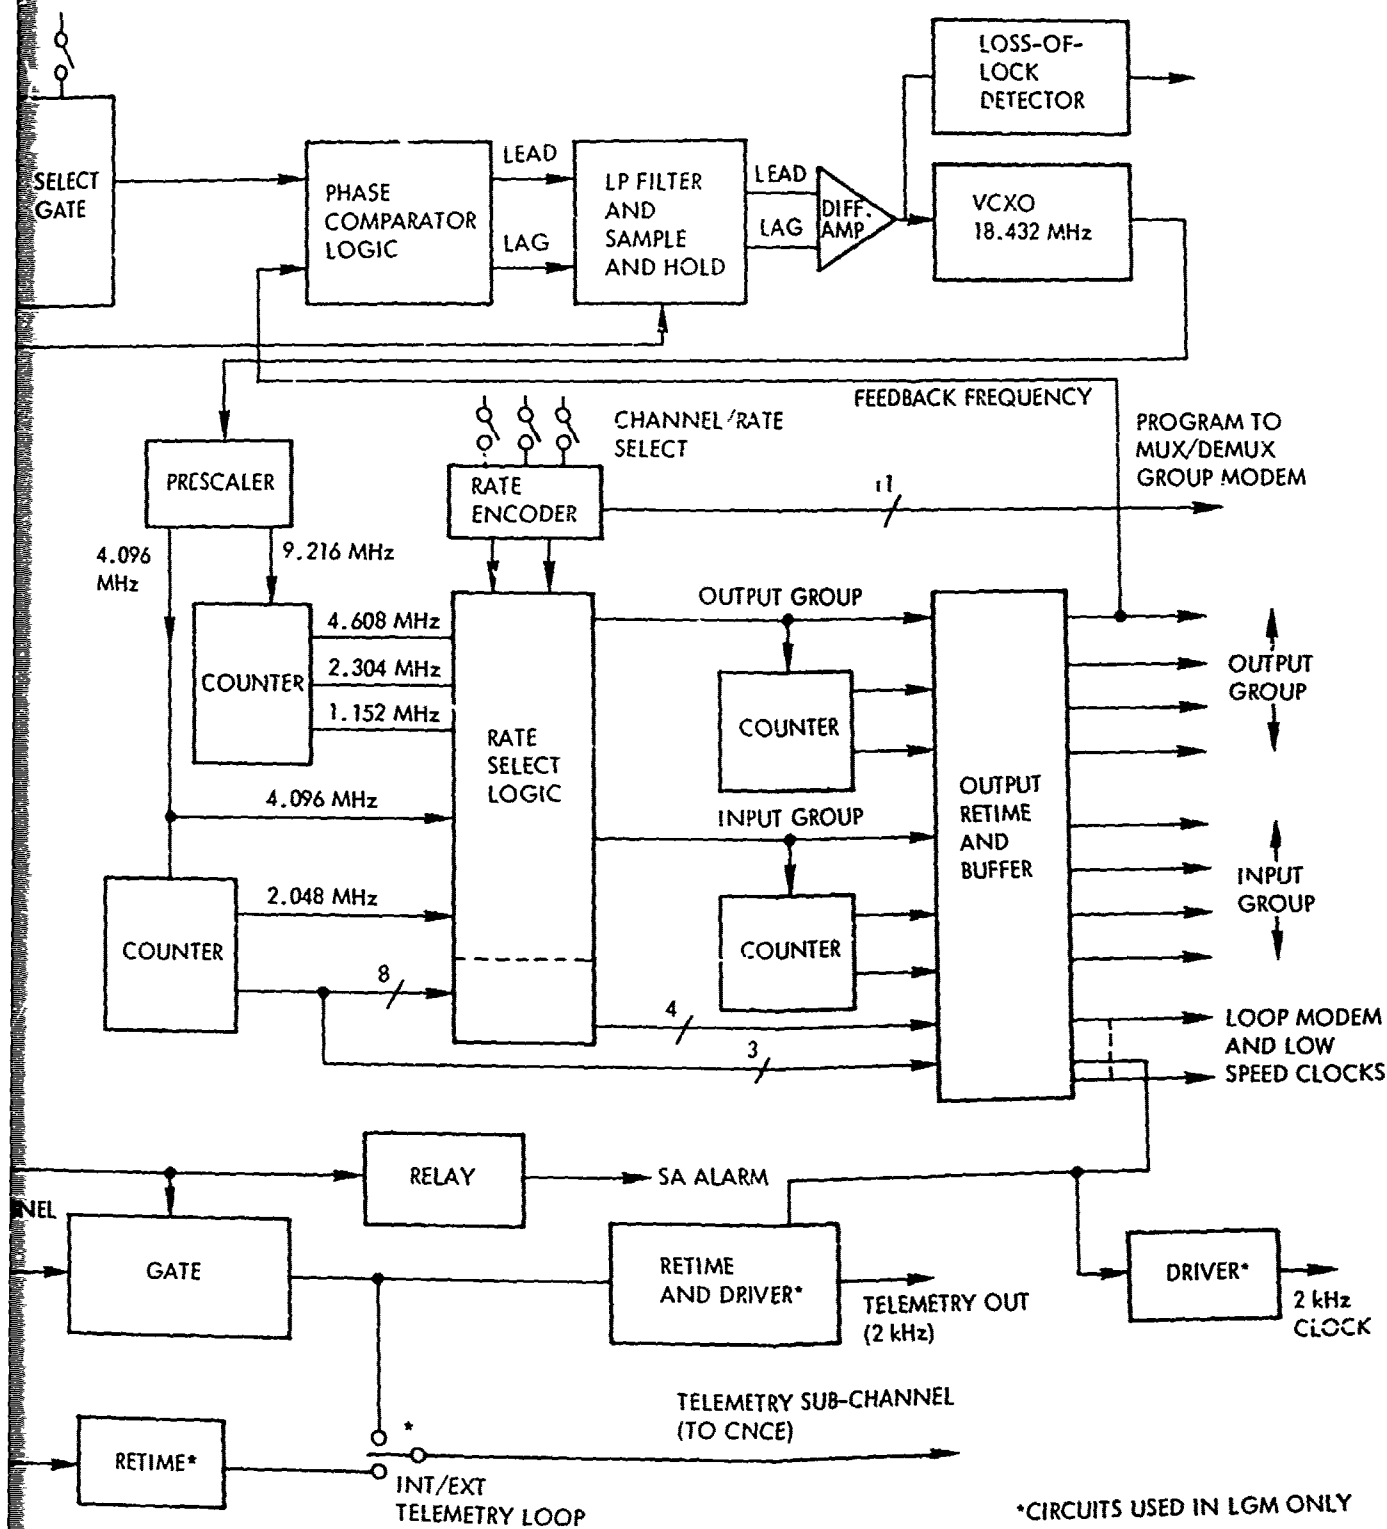 LOSS-OF-
LOCK
DETECTOR
SELECT
GATE
PHASE
COMPARATOR
LOGIC
LEAD
LAG
LP FILTER
AND
SAMPLE
AND HOLD
LEAD
LAG
DIFF.
AMP
VCXO
18.432 MHz
FEEDBACK FREQUENCY
CHANNEL/RATE
SELECT
PROGRAM TO
MUX/DEMUX
GROUP MODEM
PRESCALER
RATE
ENCODER
11
4.096
MHz
9.216 MHz
COUNTER
4.608 MHz
2.304 MHz
1.152 MHz
4.096 MHz
RATE
SELECT
LOGIC
OUTPUT GROUP
COUNTER
INPUT GROUP
COUNTER
OUTPUT
RETIME
AND
BUFFER
OUTPUT
GROUP
INPUT
GROUP
COUNTER
2.048 MHz
8
4
3
LOOP MODEM
AND LOW
SPEED CLOCKS
RELAY
SA ALARM
NEL
GATE
RETIME
AND DRIVER*
TELEMETRY OUT
(2 kHz)
DRIVER*
2 kHz
CLOCK
RETIME*
*
INT/EXT
TELEMETRY LOOP
TELEMETRY SUB-CHANNEL
(TO CNCE)
*CIRCUITS USED IN LGM ONLY